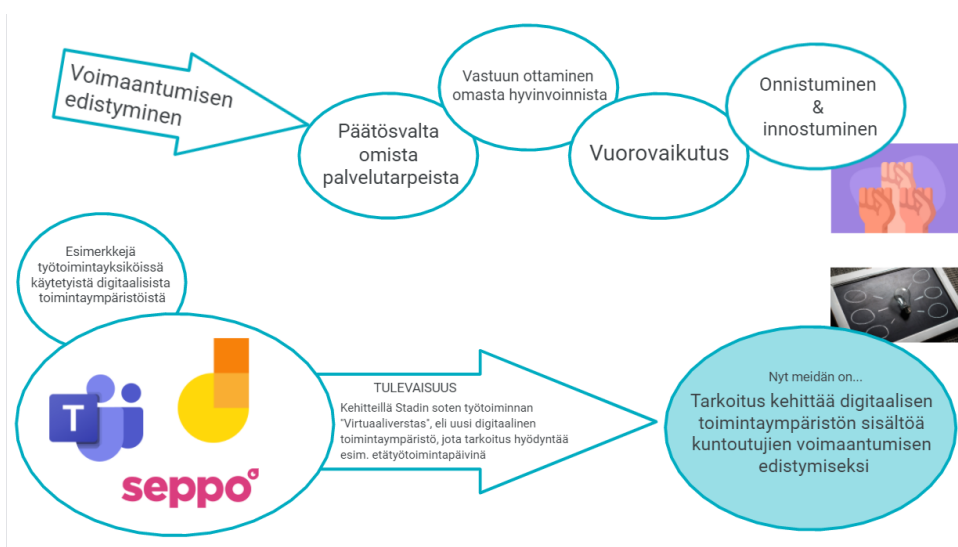 Voimaantumisen
edistyminen
Päätösvalta
omista
palvelutarpeista
Vastuun ottaminen
omasta hyvinvoinnista
Vuorovaikutus
Onnistuminen
&
innostuminen
Esimerkkejä
työtoimintayksiköissä
käytetyistä digitaalisista
toimintaympäristöistä
T
seppo
TULEVAISUUS
Kehitteillä Stadin soten työtoiminnan
"Virtuaaliverstas", eli uusi digitaalinen
toimintaympäristö, jota tarkoitus hyödyntää
esim. etätyötoimintapäivinä
Nyt meidän on...
Tarkoitus kehittää digitaalisen
toimintaympäristön sisältöä
kuntoutujien voimaantumisen
edistymiseksi